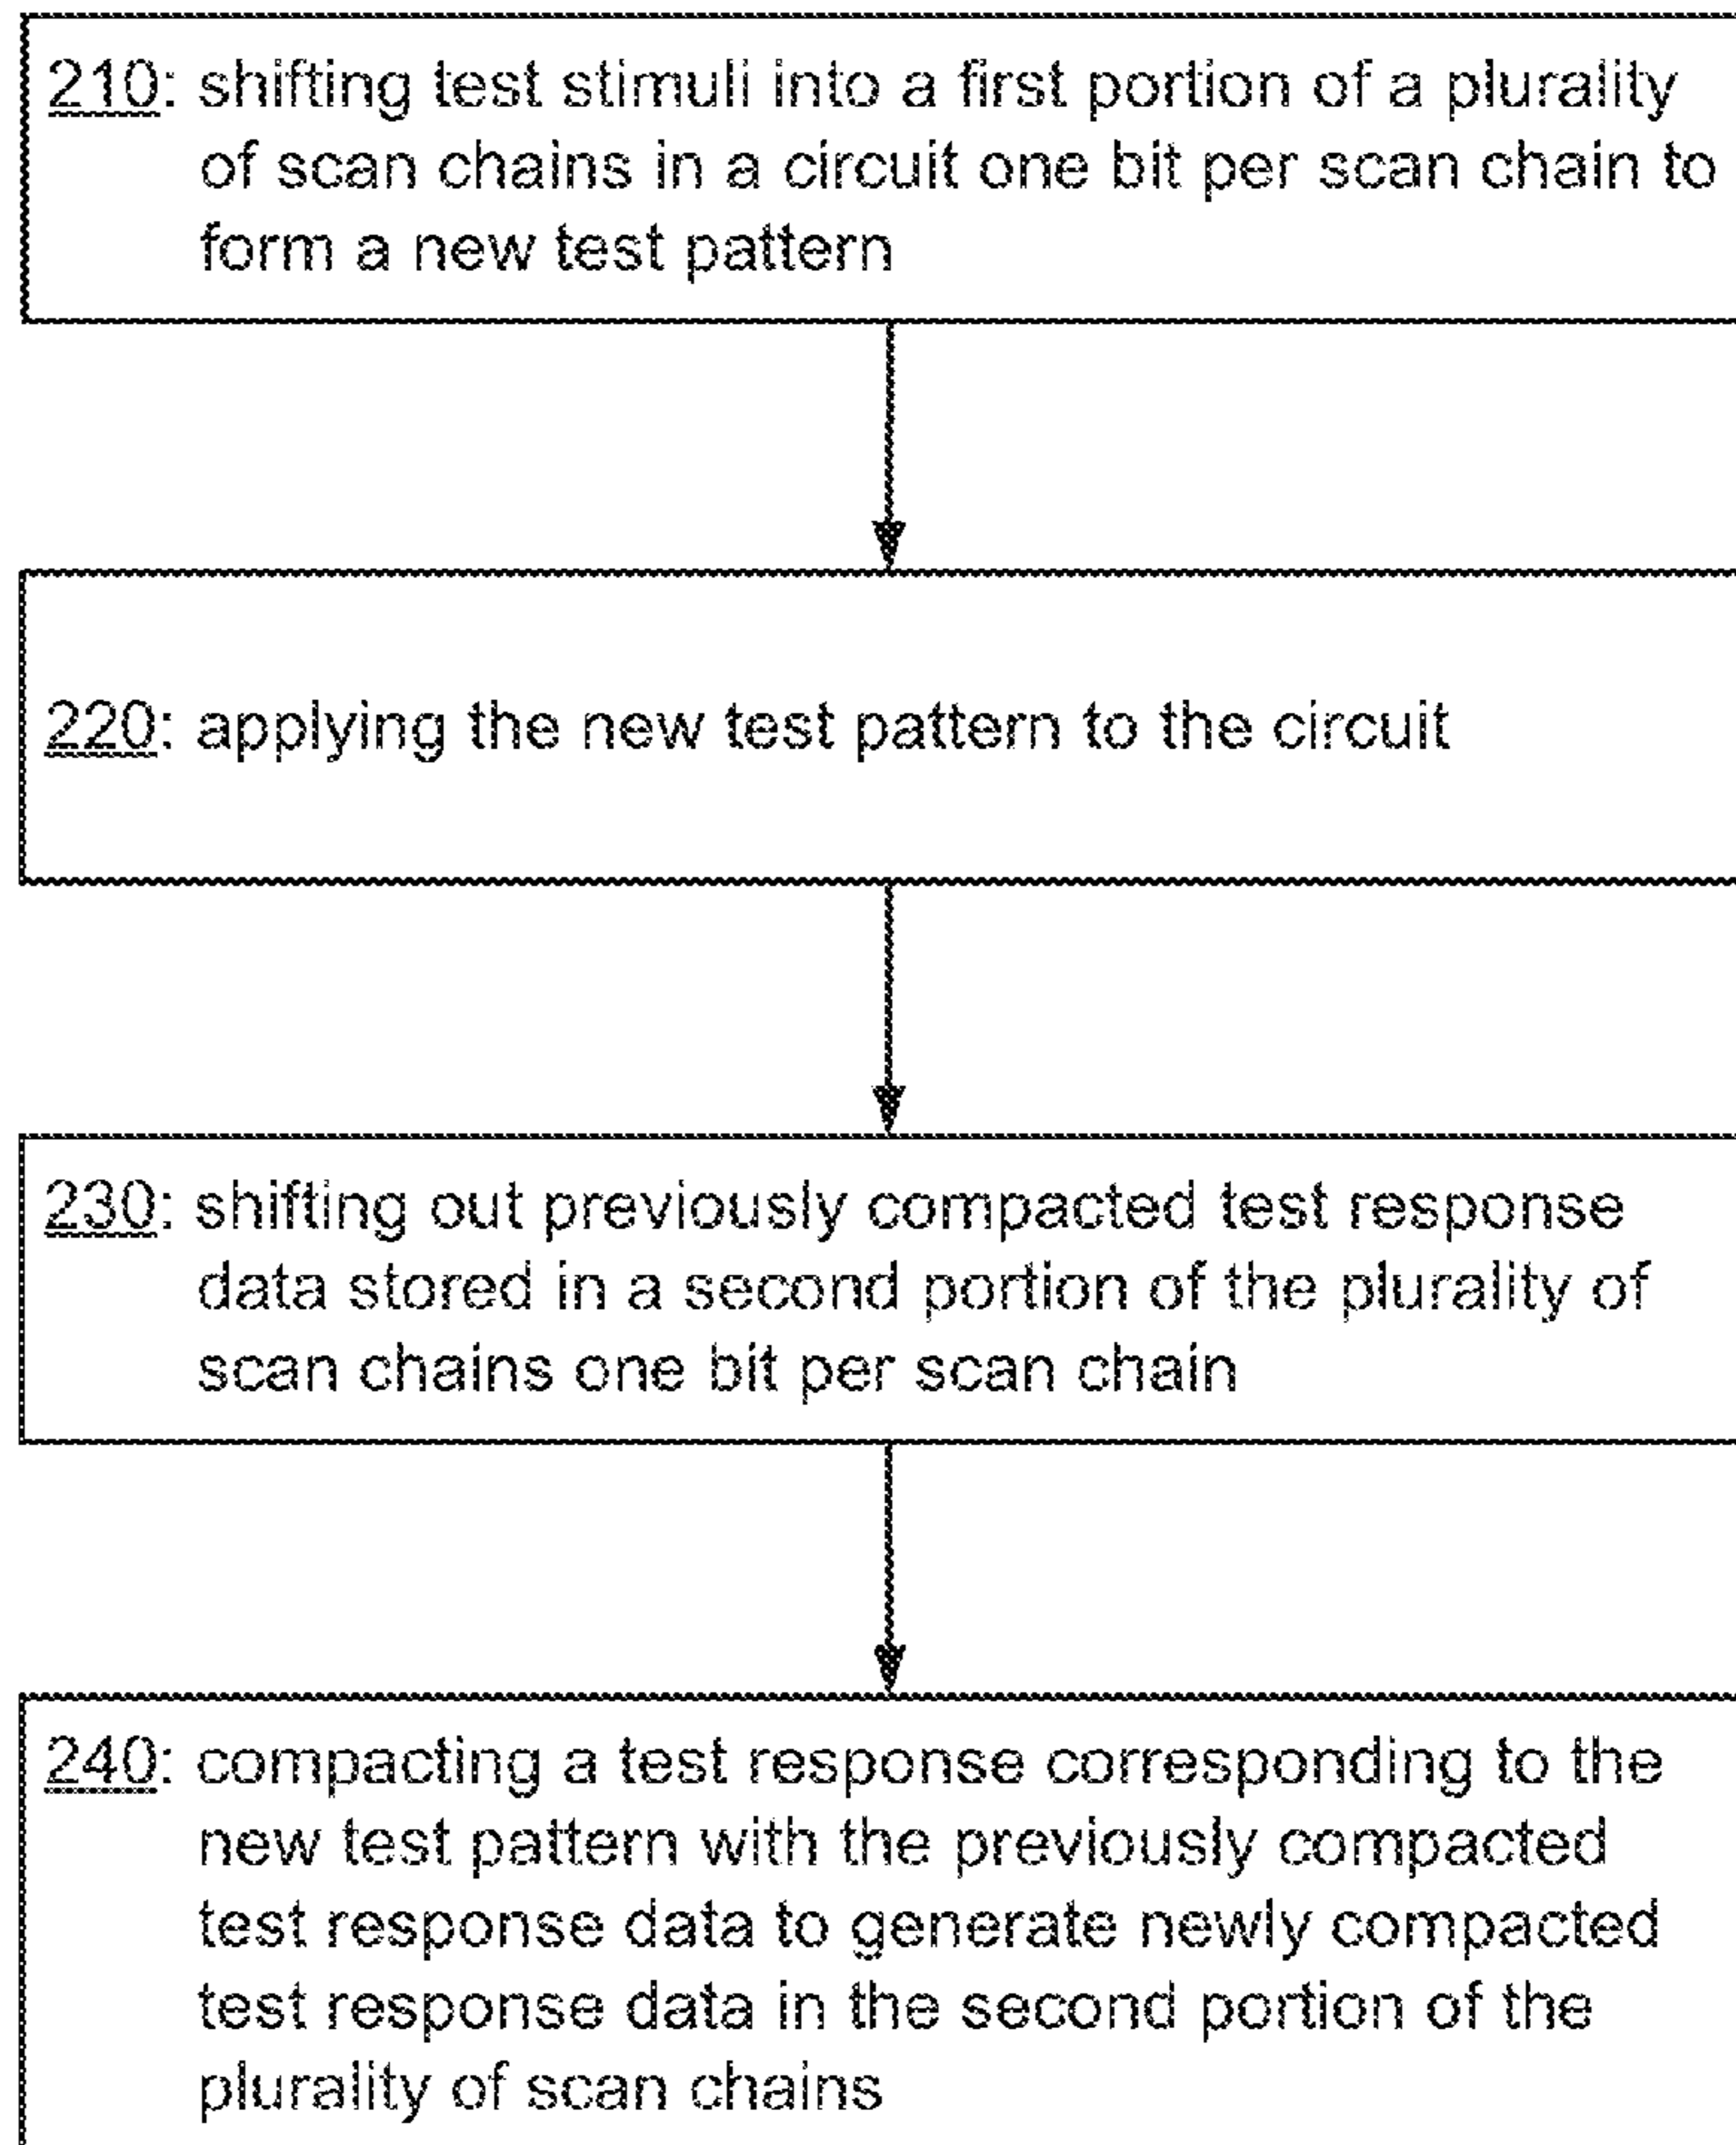 210: shifting test stimuli into a first portion of a plurality
of scan chains in a circuit one bit per scan chain to
form a new test pattern
220: applying the new test pattern to the circuit
230: shifting out previously compacted test response
data stored in a second portion of the plurality of
scan chains one bit per scan chain
240: compacting a test response corresponding to the
new test pattern with the previously compacted
test response data to generate newly compacted
test response data in the second portion of the
plurality of scan chains